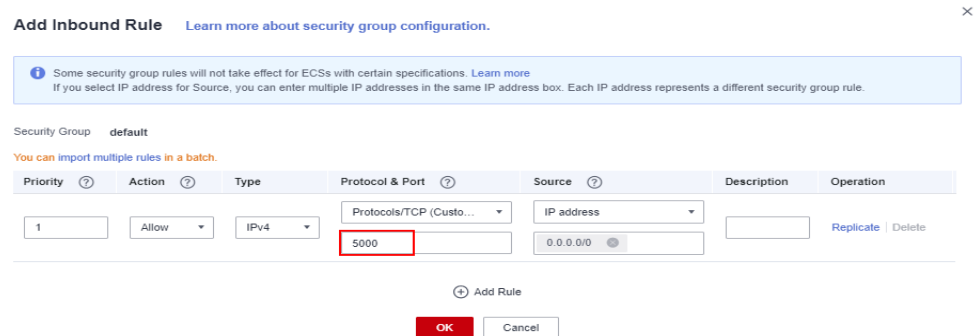 Add Inbound Rule Learn more about security group configuration.
Some security group rules will not take effect for ECSs with certain specifications. Learn more
If you select IP address for Source, you can enter multiple IP addresses in the same IP address box. Each IP address represents a different security group rule.
Security Group default
You can import multiple rules in a batch.
Priority ? Action ? Type Protocol & Port ? Source ? Description Operation
Protocols/TCP (Custo... IP address
1 Allow IPv4 Replicate Delete
5000 0.0.0.0/0
Add Rule
OK Cancel